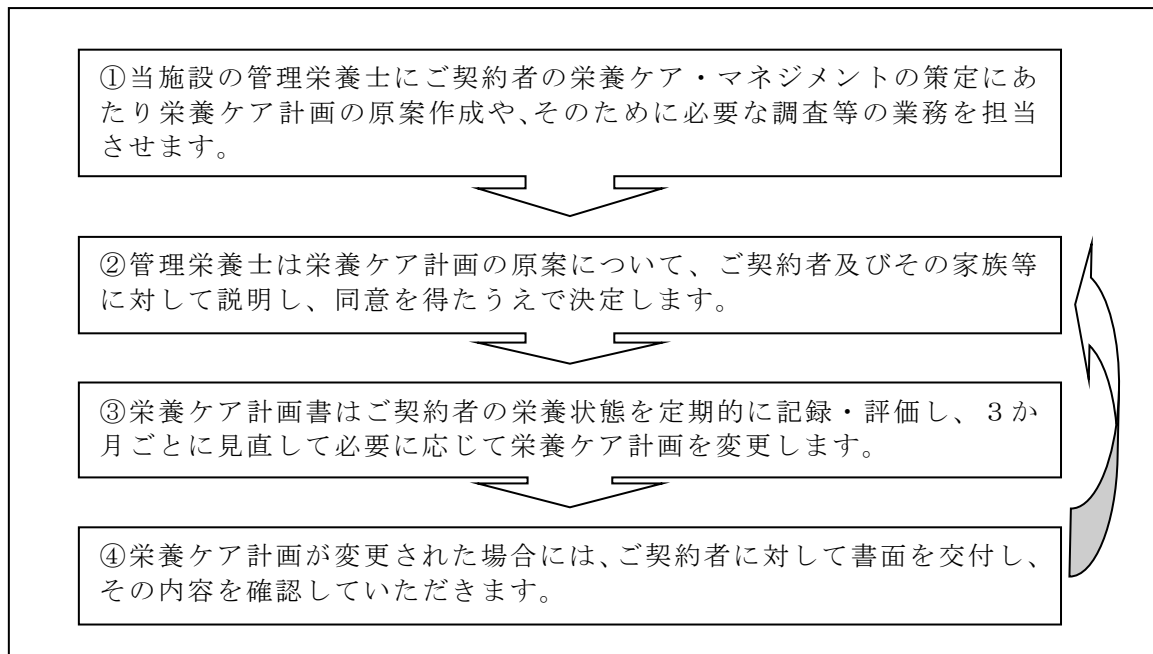 ①当施設の管理栄養士にご契約者の栄養ケア・マネジメントの策定にあ
たり栄養ケア計画の原案作成や、そのために必要な調査等の業務を担当
させます。
②管理栄養士は栄養ケア計画の原案について、ご契約者及びその家族等
に対して説明し、同意を得たうえで決定します。
③栄養ケア計画書はご契約者の栄養状態を定期的に記録・評価し、３か
月ごとに見直して必要に応じて栄養ケア計画を変更します。
④栄養ケア計画が変更された場合には、ご契約者に対して書面を交付し、
その内容を確認していただきます。